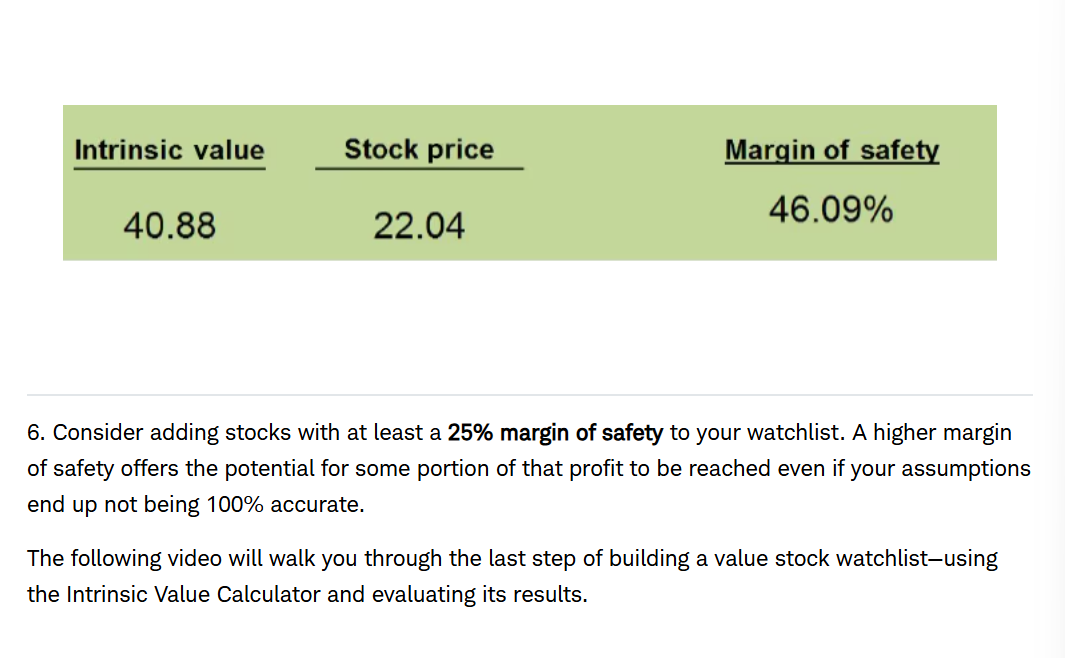 Intrinsic value Stock price Margin of safety
40.88 22.04 46.09%
6. Consider adding stocks with at least a 25% margin of safety to your watchlist. A higher margin
of safety offers the potential for some portion of that profit to be reached even if your assumptions
end up not being 100% accurate.
The following video will walk you through the last step of building a value stock watchlist—using
the Intrinsic Value Calculator and evaluating its results.